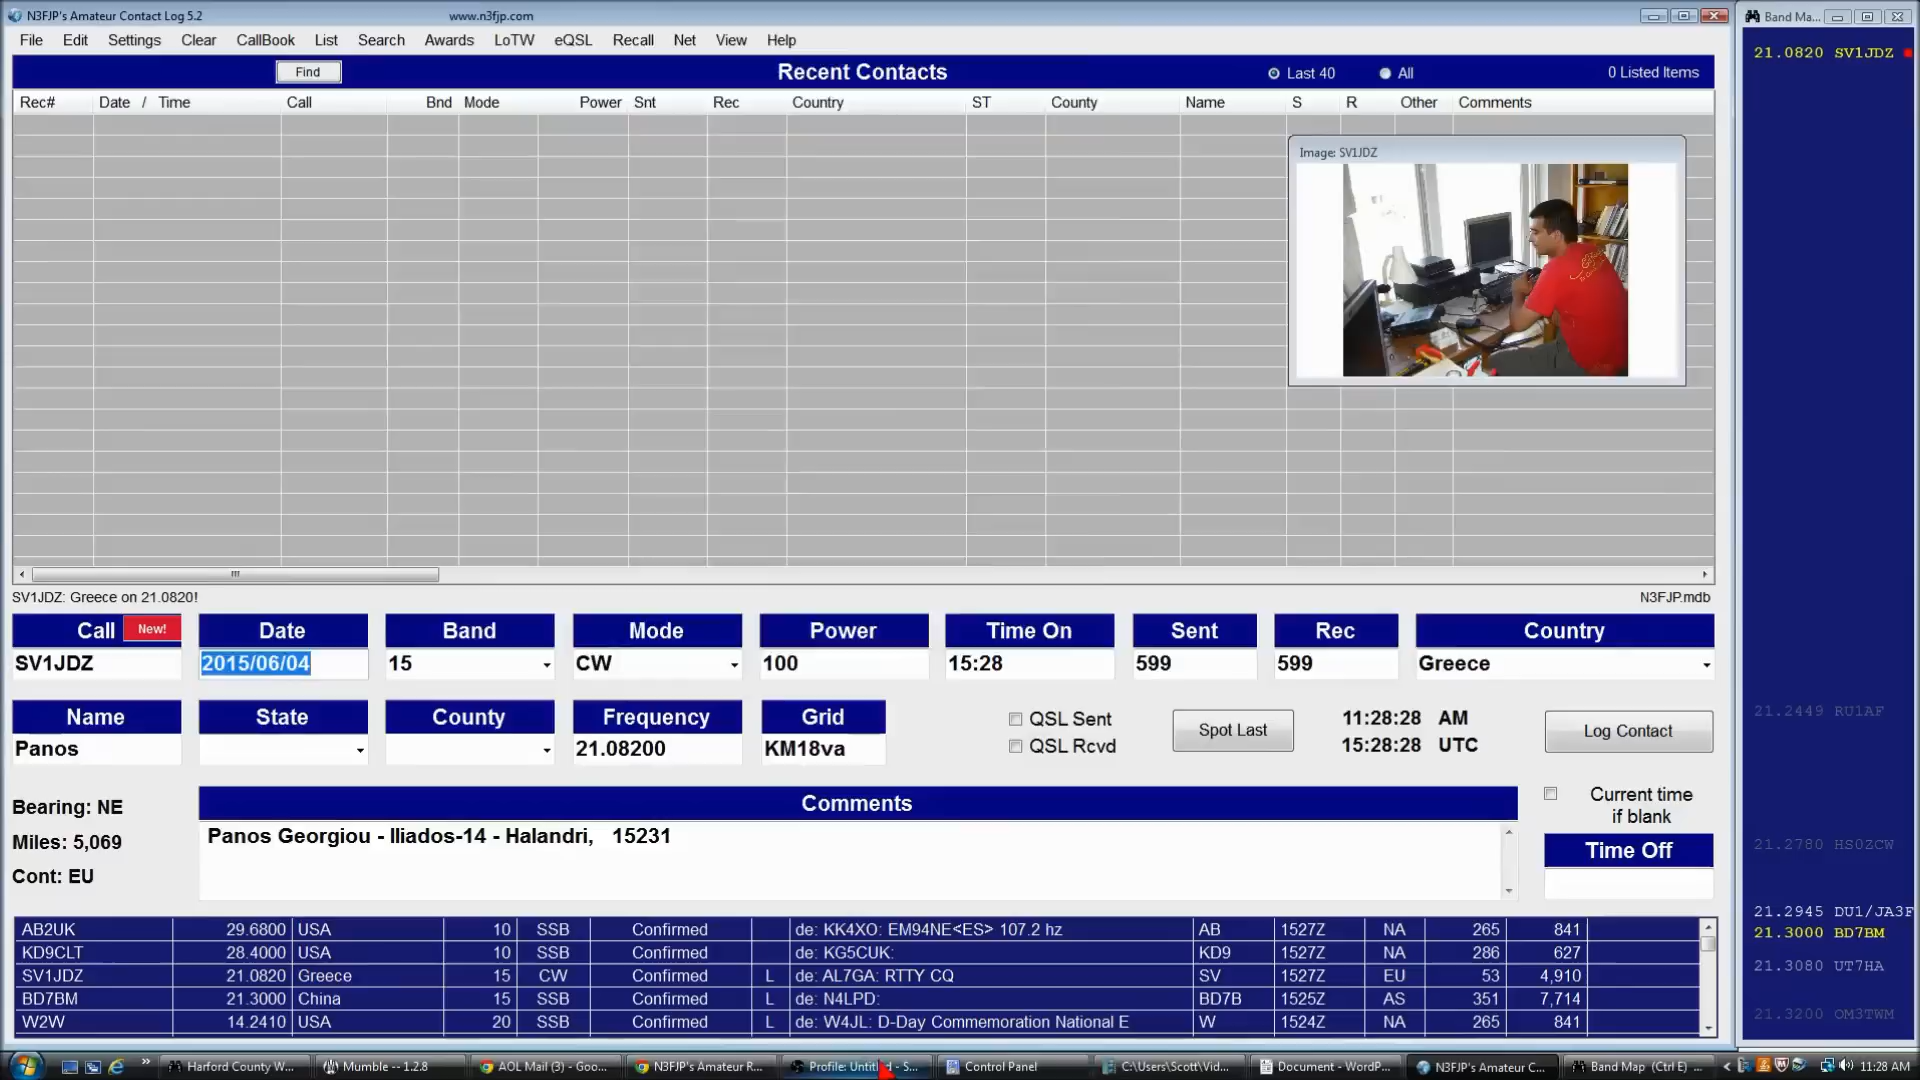 N3FJP's Amateur Contact Log 5.2 www.n3fjp.com
File Edit Settings Clear CallBook List Search Awards LoTW eQSL Recall Net View Help
Find Recent Contacts Last 40 All 0 Listed Items
Rec# Date / Time Call Bnd Mode Power Snt Rec Country ST County Name S R Other Comments
Image: SV1JDZ
SV1JDZ: Greece on 21.0820! N3FJP.mdb
Call New! Date Band Mode Power Time On Sent Rec Country
SV1JDZ 2015/06/04 15 CW 100 15:28 599 599 Greece
Name State County Frequency Grid
Panos 21.08200 KM18va
QSL Sent
QSL Rcvd
Spot Last
11:28:28 AM
15:28:28 UTC
Log Contact
Bearing: NE
Miles: 5,069
Cont: EU
Comments
Panos Georgiou - Iliados-14 - Halandri, 15231
Current time
if blank
Time Off
AB2UK 29.6800 USA 10 SSB Confirmed de: KK4XO: EM94NE<ES> 107.2 hz AB 1527Z NA 265 841
KD9CLT 28.4000 USA 10 SSB Confirmed de: KG5CUK: KD9 1527Z NA 286 627
SV1JDZ 21.0820 Greece 15 CW Confirmed L de: AL7GA: RTTY CQ SV 1527Z EU 53 4,910
BD7BM 21.3000 China 15 SSB Confirmed L de: N4LPD: BD7B 1525Z AS 351 7,714
W2W 14.2410 USA 20 SSB Confirmed L de: W4JL: D-Day Commemoration National E W 1524Z NA 265 841
Band Ma...
21.0820 SV1JDZ
21.2449 RU1AF
21.2780 HS0ZCW
21.2945 DU1/JA3F
21.3000 BD7BM
21.3080 UT7HA
21.3200 OM3TWM
Harford County W... Mumble -- 1.2.8 AOL Mail (3) - Goo... N3FJP's Amateur R... Profile: Untitled - S... Control Panel C:\Users\Scott\Vid... Document - WordP... N3FJP's Amateur C... Band Map (Ctrl E) ... 11:28 AM